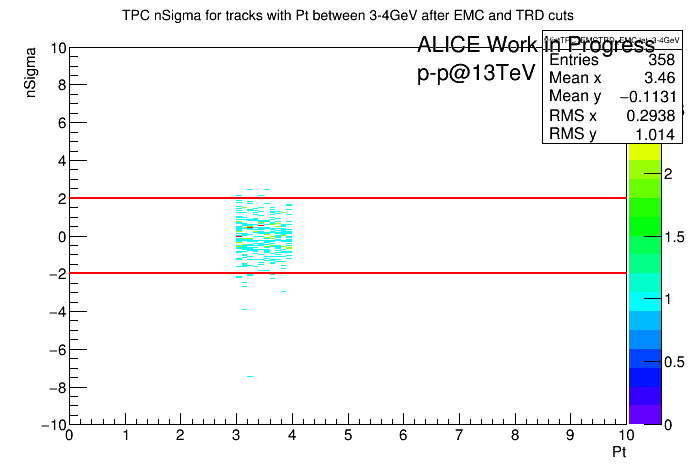 TPC nSigma for tracks with Pt between 3-4GeV after EMC and TRD cuts
nSigma
ALICE Work in Progress
p-p@13TeV
Entries 358
Mean x 3.46
Mean y −0.1131
RMS x 0.2938
RMS y 1.014
10
8
6
4
2
0
−2
−4
−6
−8
−10
0 1 2 3 4 5 6 7 8 9 10
Pt
2
1.5
1
0.5
0